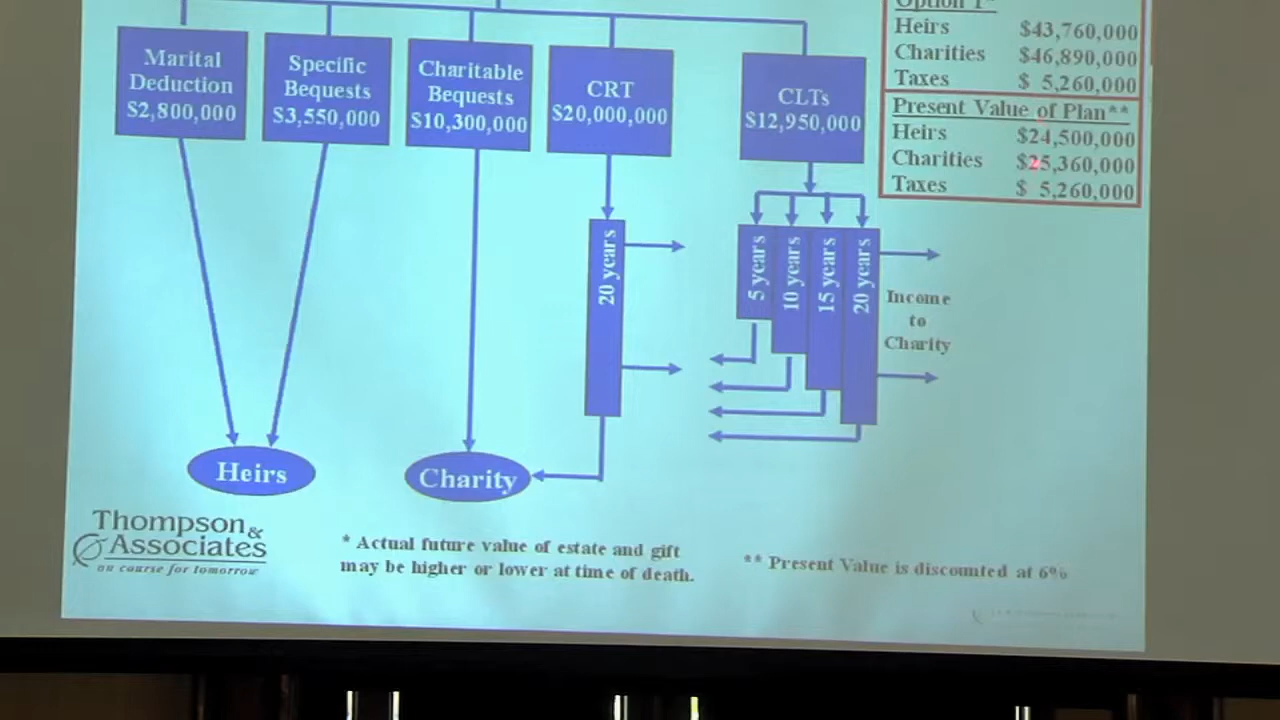 Option 1*
Heirs $43,760,000
Charities $46,890,000
Taxes $ 5,260,000
Present Value of Plan**
Heirs $24,500,000
Charities $25,360,000
Taxes $ 5,260,000
Marital
Deduction
$2,800,000
Specific
Bequests
$3,550,000
Charitable
Bequests
$10,300,000
CRT
$20,000,000
CLTs
$12,950,000
20 years
5 years
10 years
15 years
20 years
Income
to
Charity
Heirs
Charity
Thompson &
Associates
on course for tomorrow
* Actual future value of estate and gift
may be higher or lower at time of death.
** Present Value is discounted at 6%